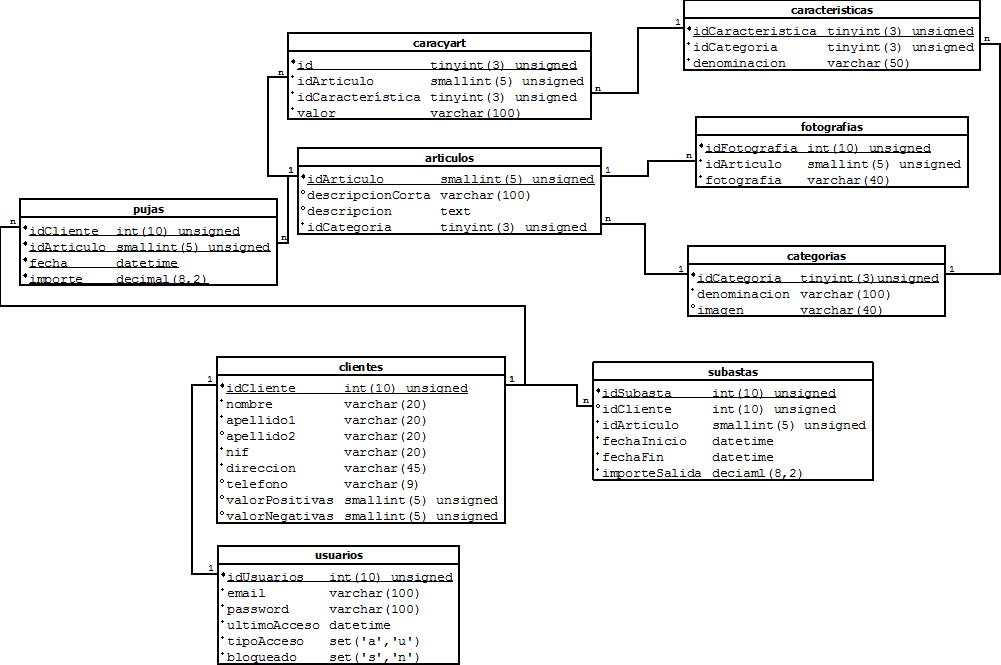 caracteristicas
idCaracteristica tinyint(3) unsigned
idCategoria tinyint(3) unsigned
denominacion varchar(50)
1
n
caracyart
id tinyint(3) unsigned
idArticulo smallint(5) unsigned
idCaracterística tinyint(3) unsigned
valor varchar(100)
n
n
fotografias
idFotografia int(10) unsigned
idArticulo smallint(5) unsigned
fotografia varchar(40)
n
articulos
idArticulo smallint(5) unsigned
descripcionCorta varchar(100)
descripcion text
idCategoria tinyint(3) unsigned
1
1
n
pujas
idCliente int(10) unsigned
idArticulo smallint(5) unsigned
fecha datetime
importe decimal(8,2)
n
n
categorias
idCategoria tinyint(3)unsigned
denominacion varchar(100)
imagen varchar(40)
1
1
clientes
idCliente int(10) unsigned
nombre varchar(20)
apellido1 varchar(20)
apellido2 varchar(20)
nif varchar(20)
direccion varchar(45)
telefono varchar(9)
valorPositivas smallint(5) unsigned
valorNegativas smallint(5) unsigned
1
1
subastas
idSubasta int(10) unsigned
idCliente int(10) unsigned
idArticulo smallint(5) unsigned
fechaInicio datetime
fechaFin datetime
importeSalida deciaml(8,2)
n
usuarios
idUsuarios int(10) unsigned
email varchar(100)
password varchar(100)
ultimoAcceso datetime
tipoAcceso set('a','u')
bloqueado set('s','n')
1